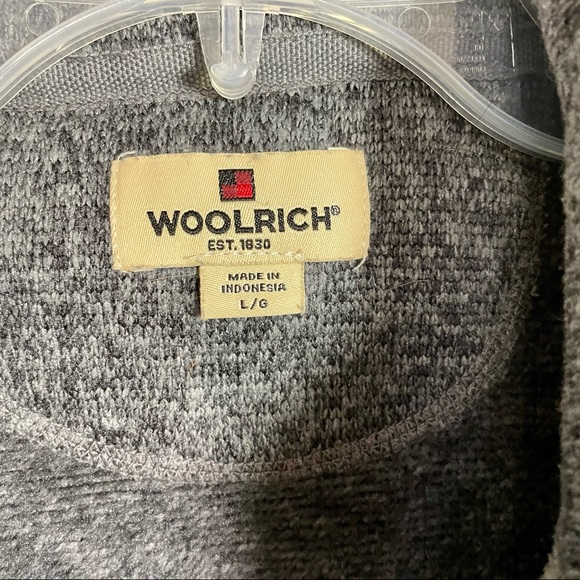 WOOLRICH®
EST. 1830
MADE IN
INDONESIA
L/G